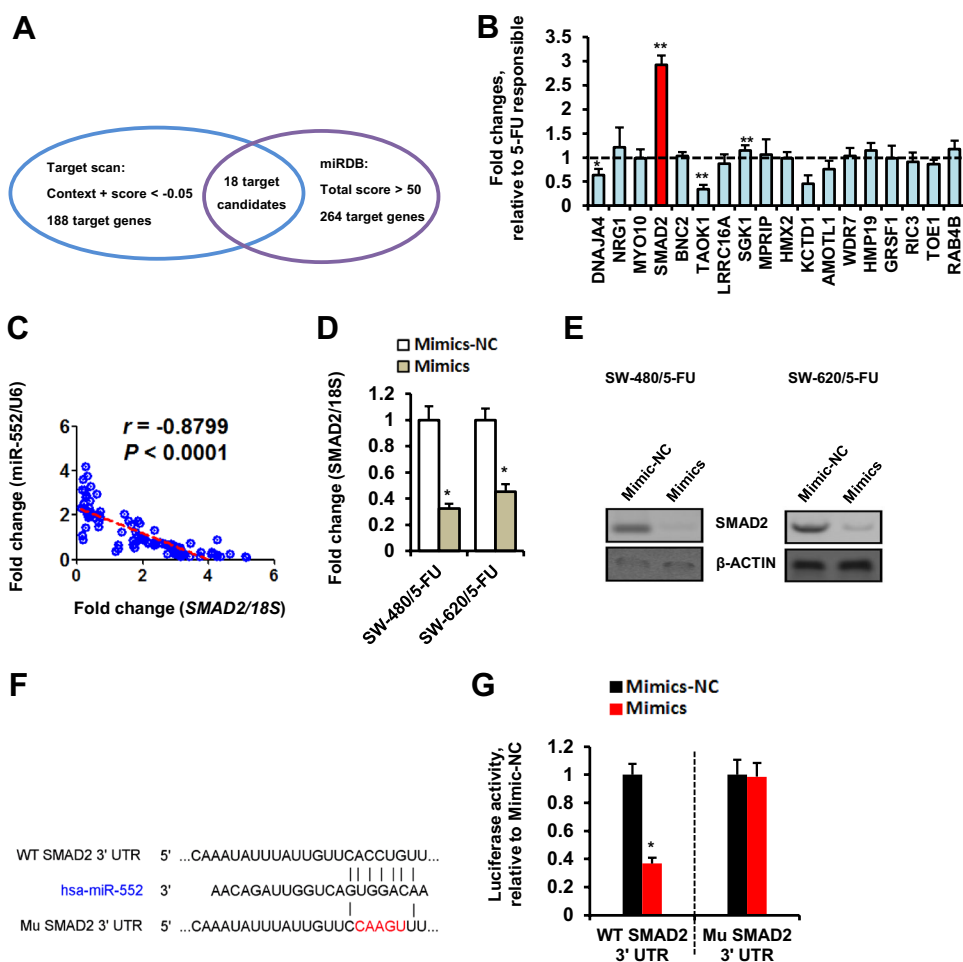 A
Target scan:
Context + score < -0.05
188 target genes
18 target
candidates
miRDB:
Total score > 50
264 target genes
B
Fold changes,
relative to 5-FU responsible
3.5
3
2.5
2
1.5
1
0.5
0
*
**
**
**
DNAJA4
NRG1
MYO10
SMAD2
BNC2
TAOK1
LRRC16A
SGK1
MPRIP
HMX2
KCTD1
AMOTL1
WDR7
HMP19
GRSF1
RIC3
TOE1
RAB4B
C
Fold change (miR-552/U6)
r = -0.8799
P < 0.0001
6
4
2
0
0 2 4 6
Fold change (SMAD2/18S)
D
Mimics-NC
Mimics
Fold change (SMAD2/18S)
1.2
1
0.8
0.6
0.4
0.2
0
*
*
SW-480/5-FU
SW-620/5-FU
E
SW-480/5-FU
SW-620/5-FU
Mimic-NC
Mimics
Mimic-NC
Mimics
SMAD2
β-ACTIN
F
WT SMAD2 3' UTR 5' ...CAAAUAUUUAUUGUUCACCUGUU...
hsa-miR-552 3' AACAGAUUGGUCAGUGGACAA
Mu SMAD2 3' UTR 5' ...CAAAUAUUUAUUGUUCCAAGUUU...
G
Mimics-NC
Mimics
Luciferase activity,
relative to Mimic-NC
1.2
1
0.8
0.6
0.4
0.2
0
*
WT SMAD2
3' UTR
Mu SMAD2
3' UTR